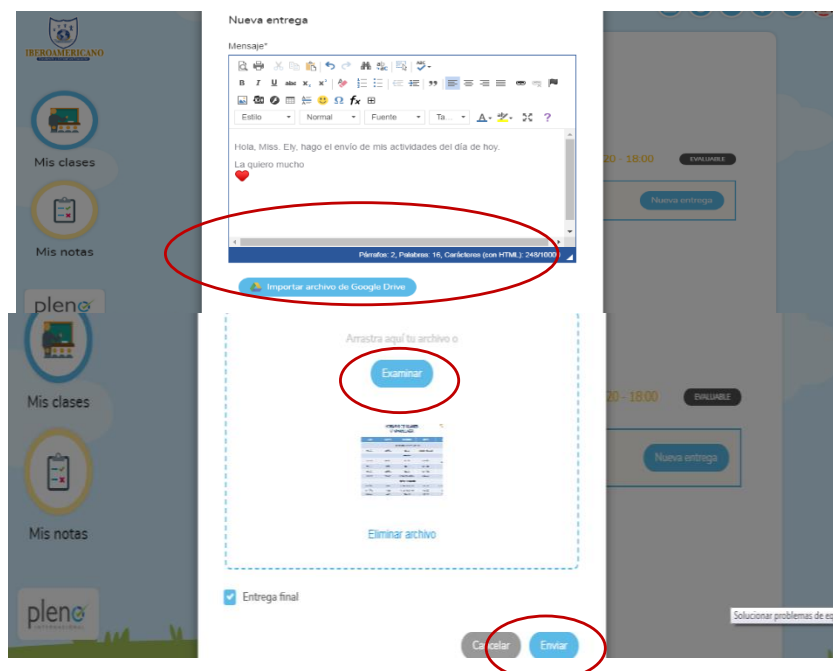 Nueva entrega
Mensaje*
IBEROAMERICANO
Estilo Normal Fuente Ta...
Hola, Miss. Ely, hago el envío de mis actividades del día de hoy.
La quiero mucho
20 - 18:00 EVALUABLE
Mis clases
Nueva entrega
Mis notas
Párrafos: 2, Palabras: 16, Carácteres (con HTML): 248/10000
Importar archivo de Google Drive
pleno
Arrastra aquí tu archivo o
Examinar
Mis clases
20 - 18:00 EVALUABLE
Nueva entrega
Mis notas
Eliminar archivo
Entrega final
pleno
INTERNACIONAL
Solucionar problemas de es
Cancelar Enviar